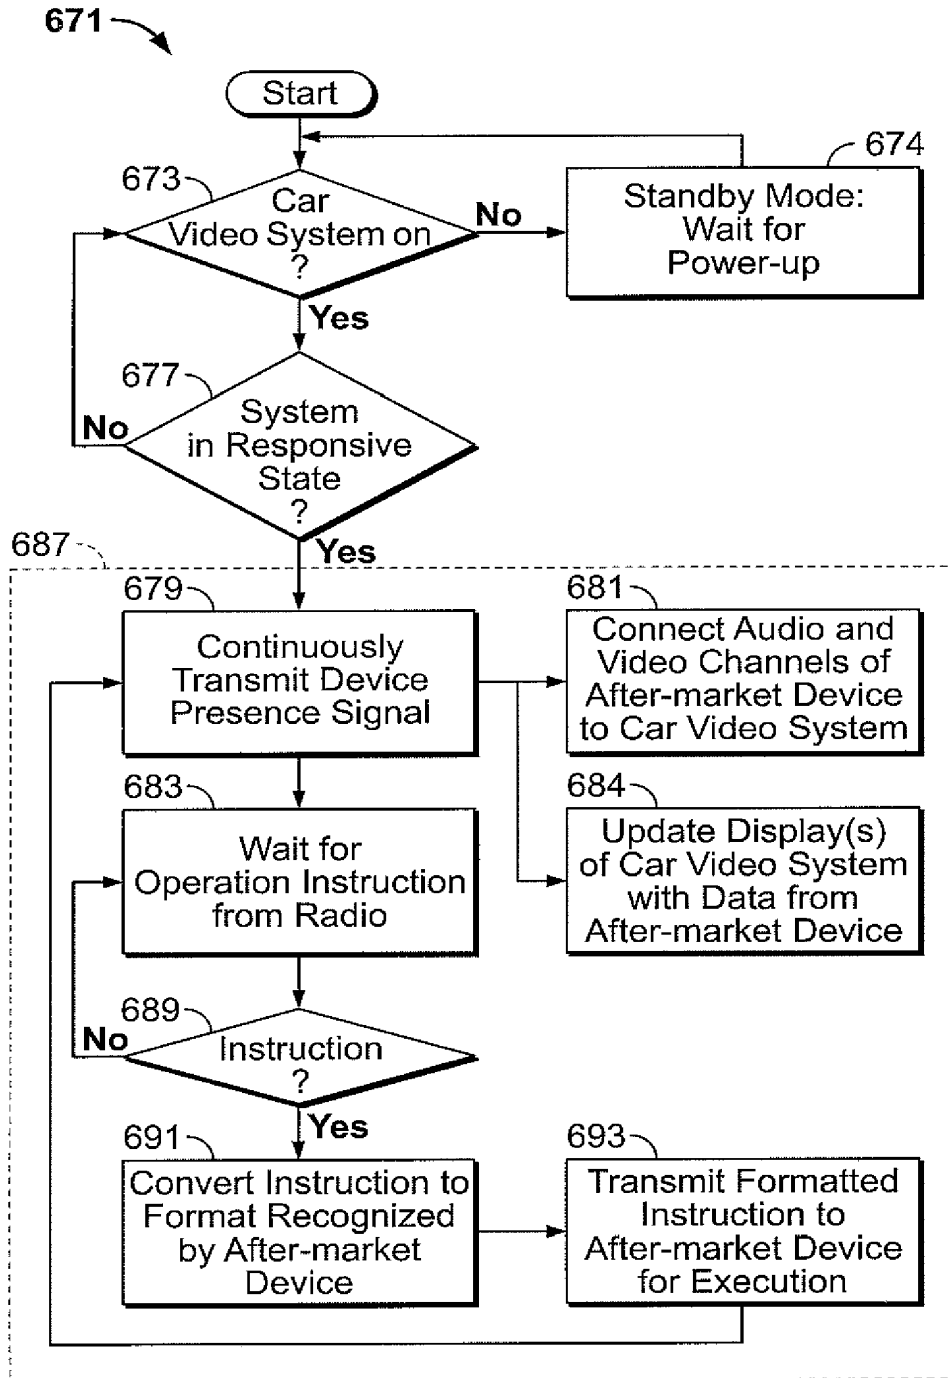 671
Start
673
Car
Video System on
?
No
674
Standby Mode:
Wait for
Power-up
Yes
677
System
in Responsive
State
?
No
Yes
687
679
Continuously
Transmit Device
Presence Signal
681
Connect Audio and
Video Channels of
After-market Device
to Car Video System
683
Wait for
Operation Instruction
from Radio
684
Update Display(s)
of Car Video System
with Data from
After-market Device
689
Instruction
?
No
Yes
691
Convert Instruction to
Format Recognized
by After-market
Device
693
Transmit Formatted
Instruction to
After-market Device
for Execution